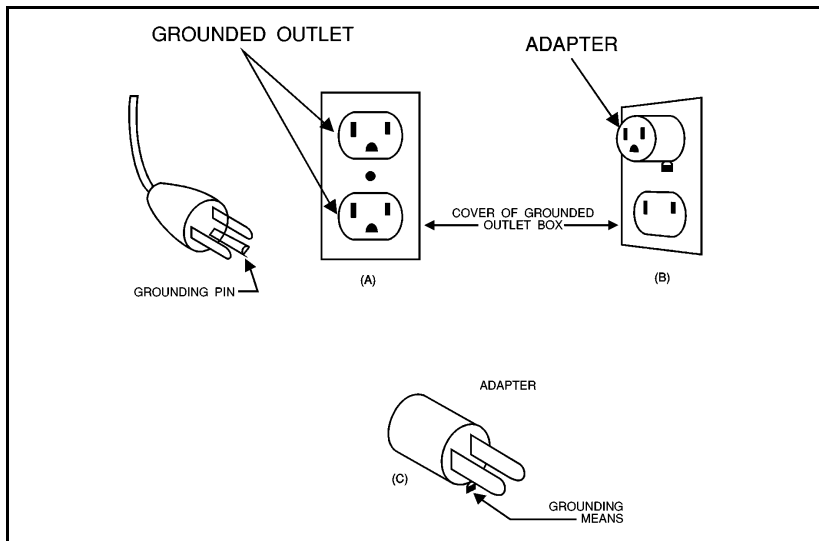 GROUNDED OUTLET
ADAPTER
COVER OF GROUNDED
OUTLET BOX
GROUNDING PIN
(A)
(B)
ADAPTER
(C)
GROUNDING
MEANS